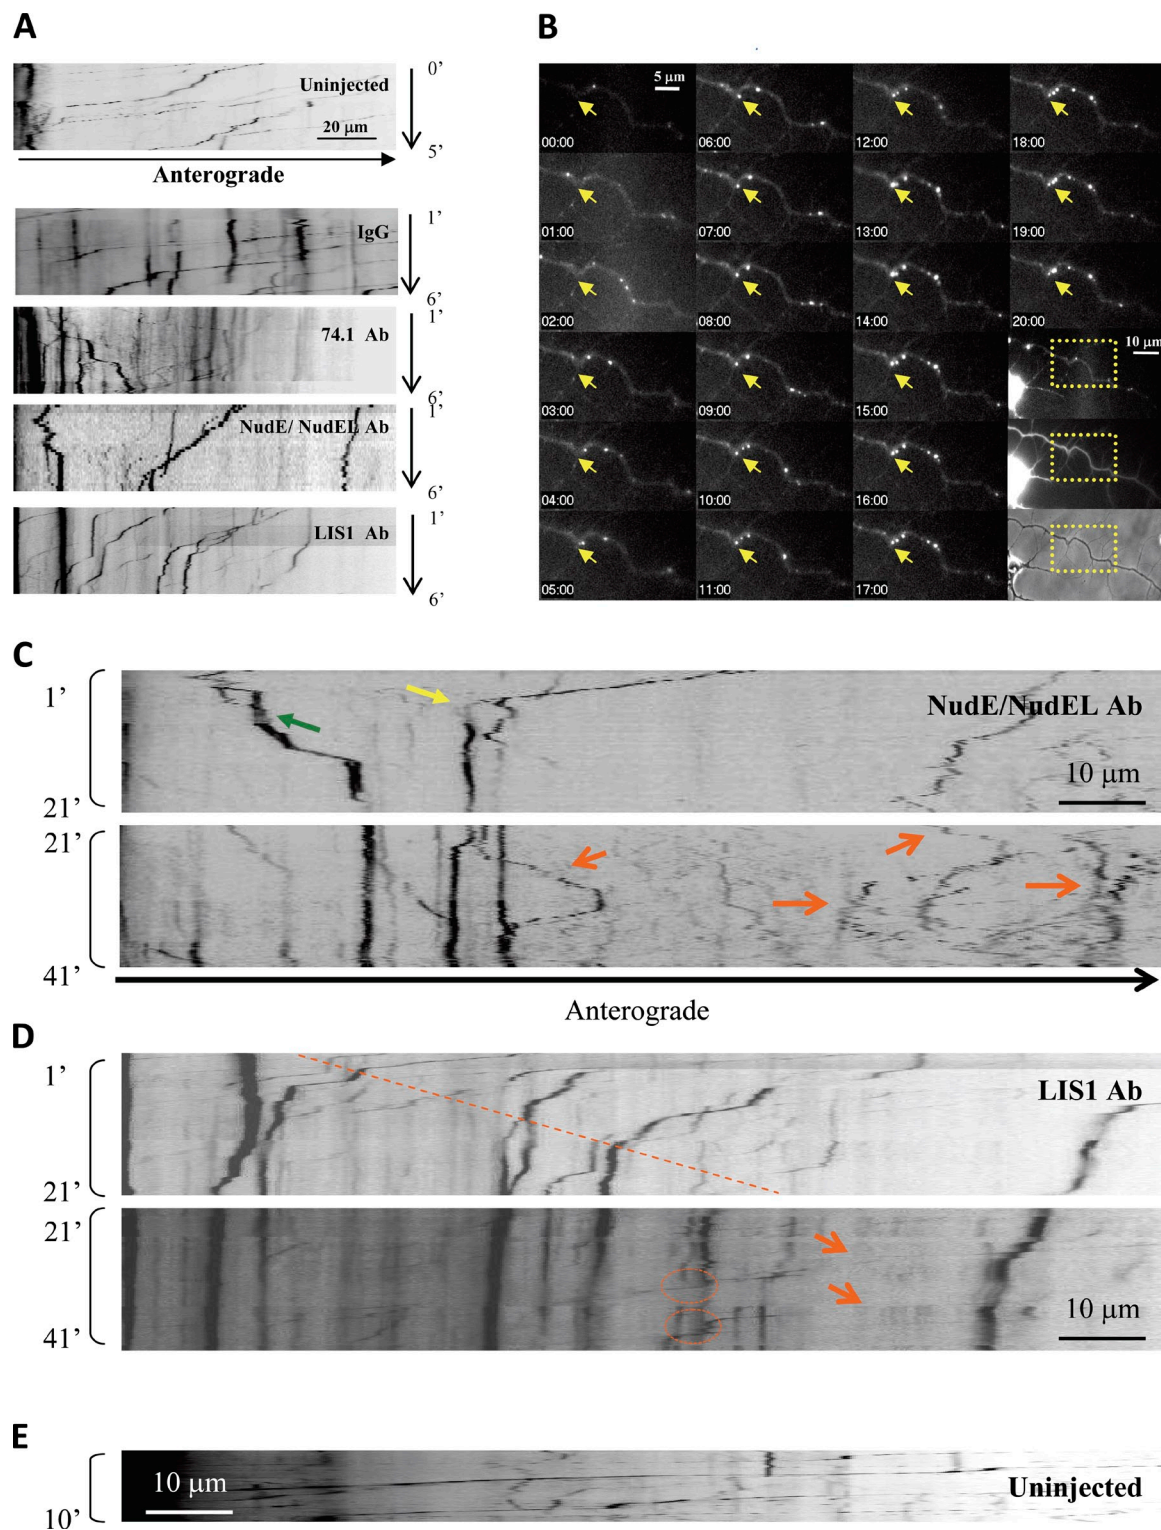 A
Uninjected
20 µm
0'
5'
Anterograde
IgG
1'
6'
74.1 Ab
1'
6'
NudE/ NudEL Ab
1'
6'
LIS1 Ab
1'
6'
B
5 µm
00:00
06:00
12:00
18:00
01:00
07:00
13:00
19:00
02:00
08:00
14:00
20:00
03:00
09:00
15:00
10 µm
04:00
10:00
16:00
05:00
11:00
17:00
C
1'
NudE/NudEL Ab
10 µm
21'
21'
41'
Anterograde
D
1'
LIS1 Ab
21'
21'
10 µm
41'
E
10 µm
Uninjected
10'